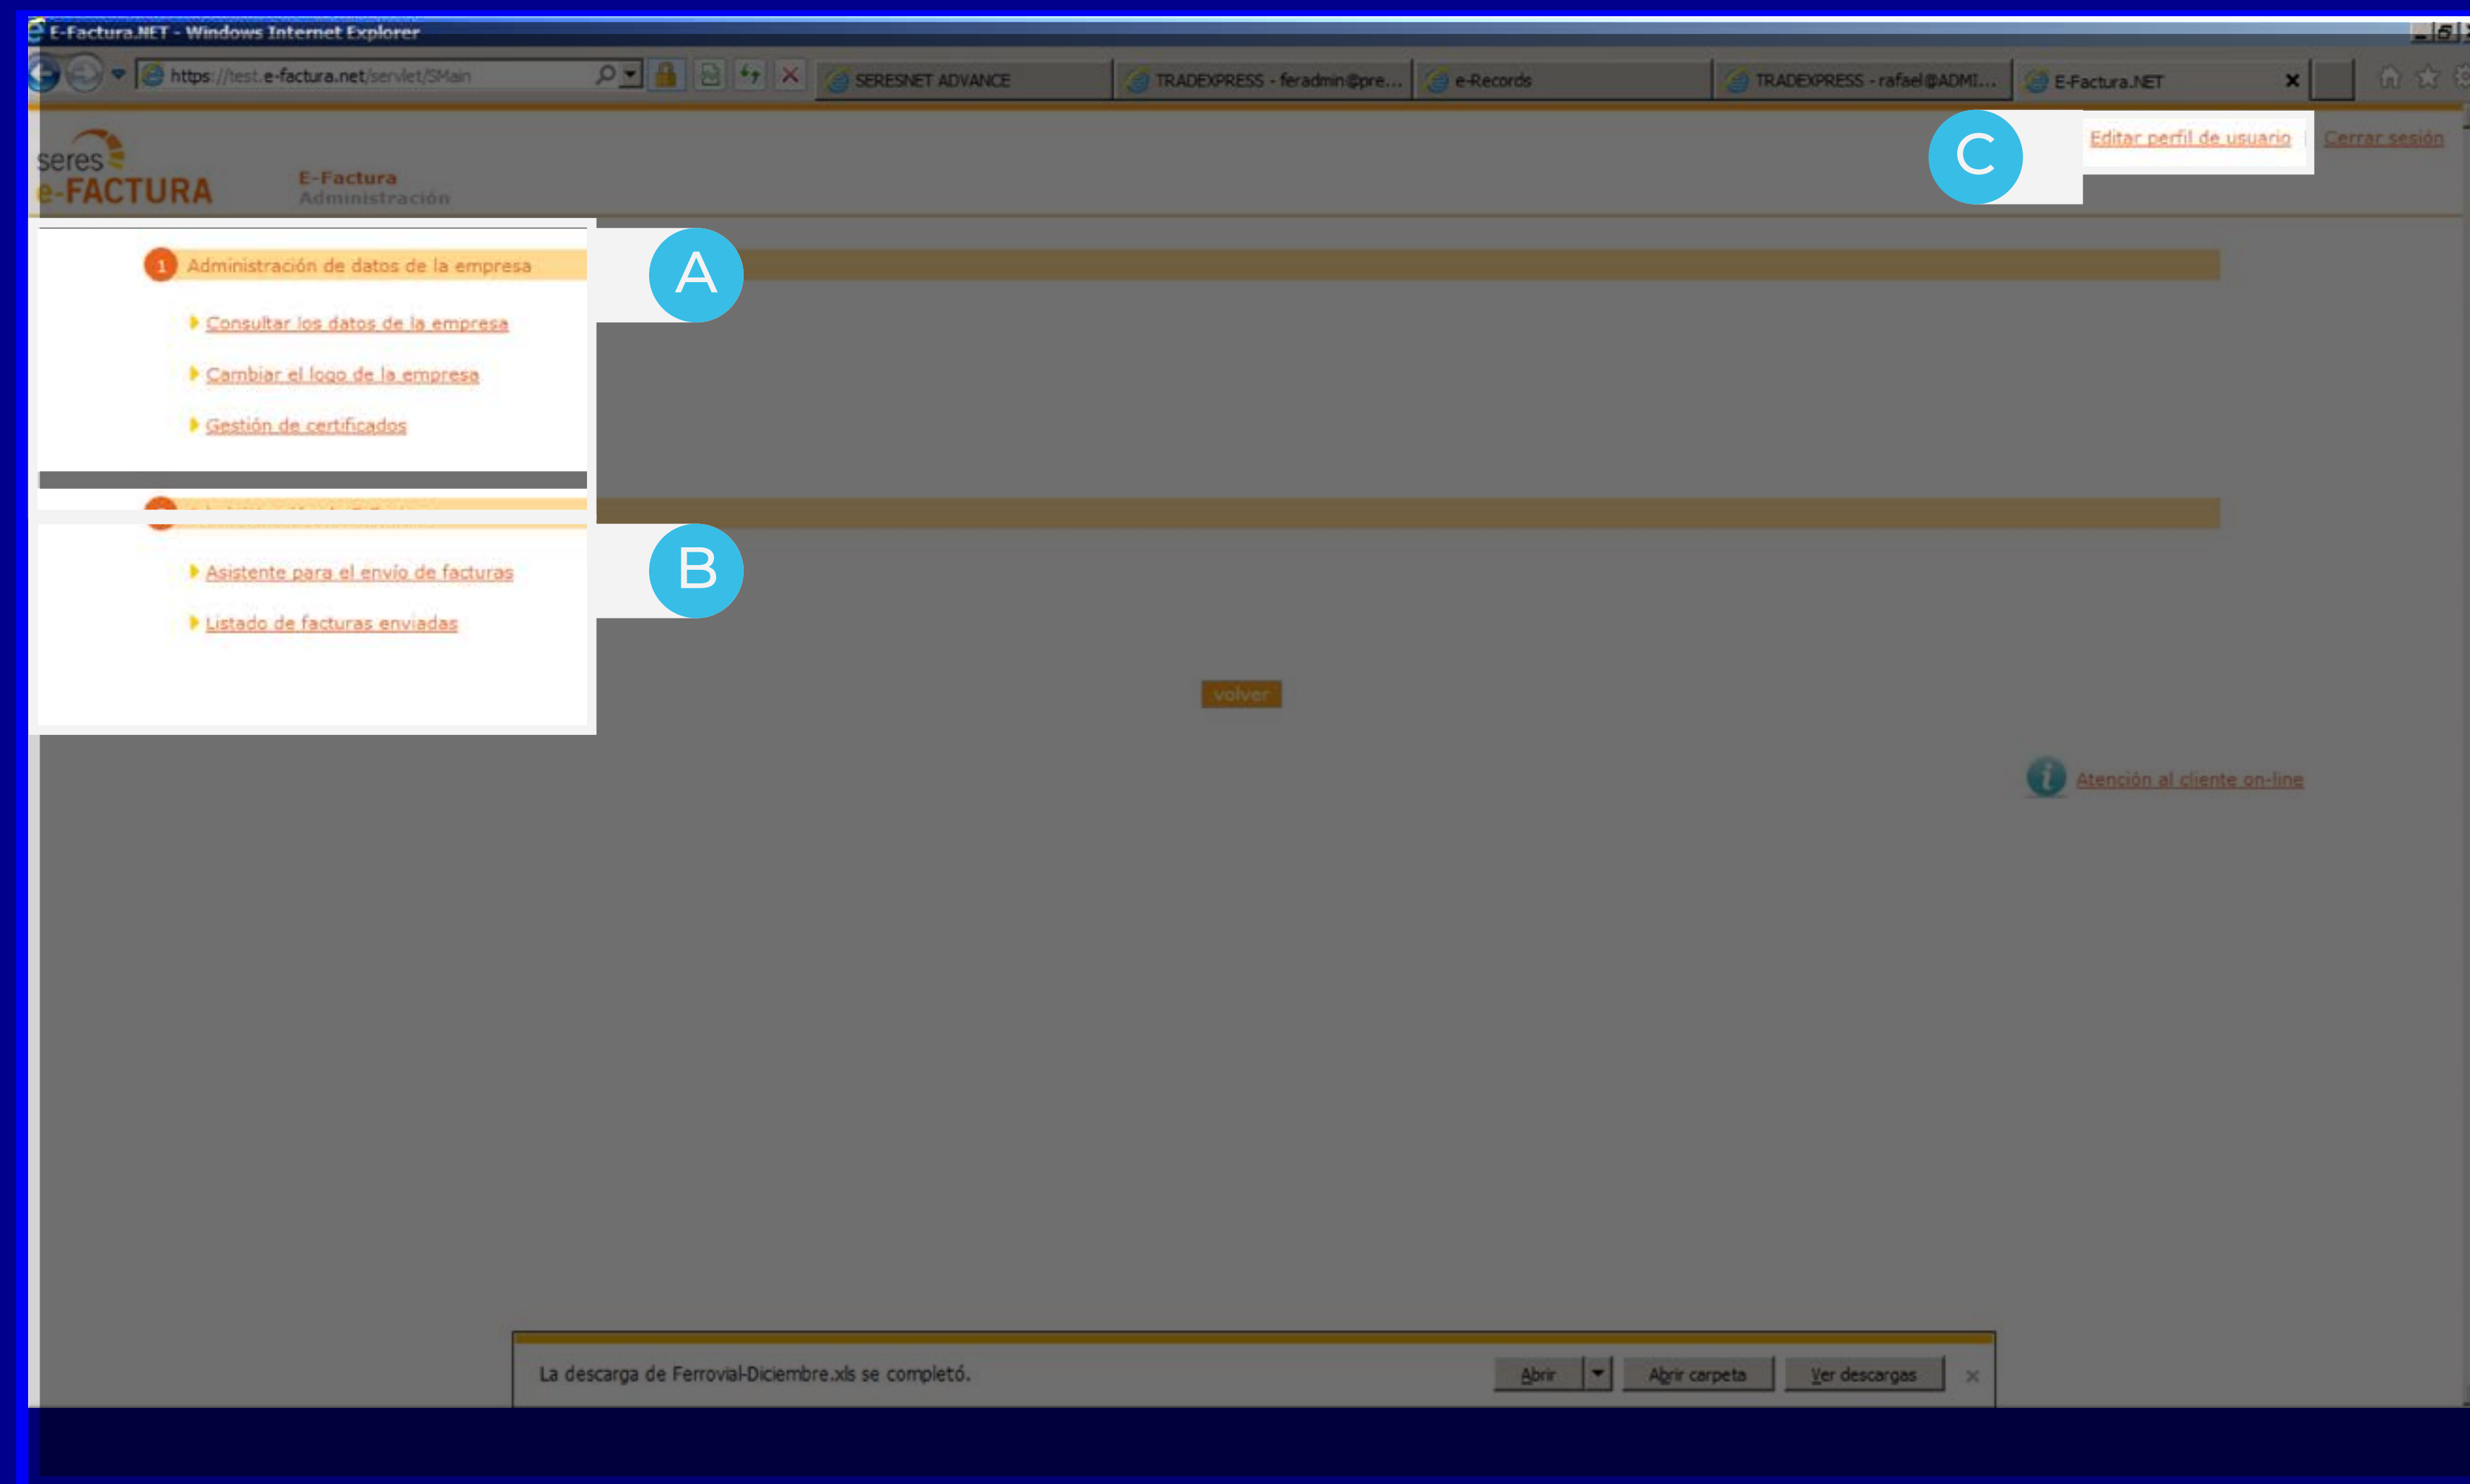 E-Factura.NET - Windows Internet Explorer
https://test.e-factura.net/servlet/SMain
SERESNET ADVANCE
TRADEXPRESS - feradmin@pre...
e-Records
TRADEXPRESS - rafael@ADMI...
E-Factura.NET
seres
e-FACTURA
E-Factura
Administración
C
Editar perfil de usuario
Cerrar sesión
1 Administración de datos de la empresa
A
Consultar los datos de la empresa
Cambiar el logo de la empresa
Gestión de certificados
B
Asistente para el envío de facturas
Listado de facturas enviadas
volver
i Atención al cliente on-line
La descarga de Ferrovial-Diciembre.xls se completó.
Abrir
Abrir carpeta
Ver descargas